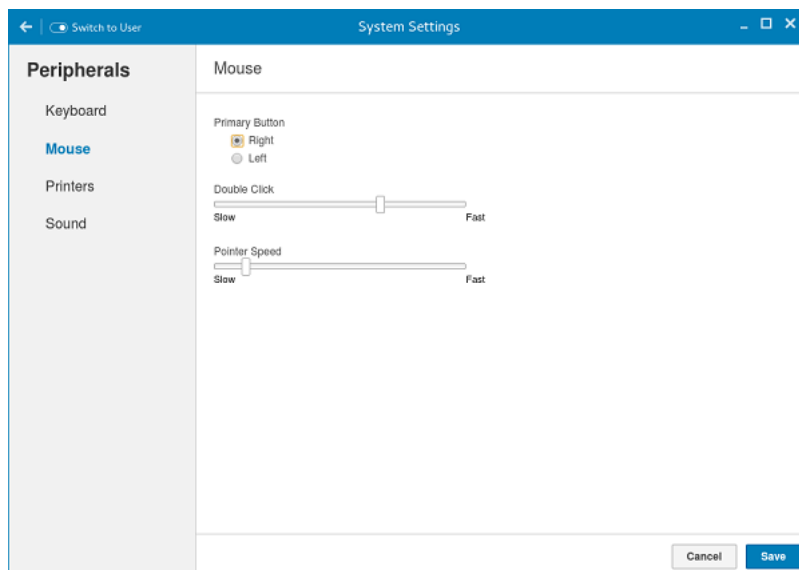 Switch to User
System Settings
Peripherals
Keyboard
Mouse
Printers
Sound
Mouse
Primary Button
Right
Left
Double Click
Slow Fast
Pointer Speed
Slow Fast
Cancel Save